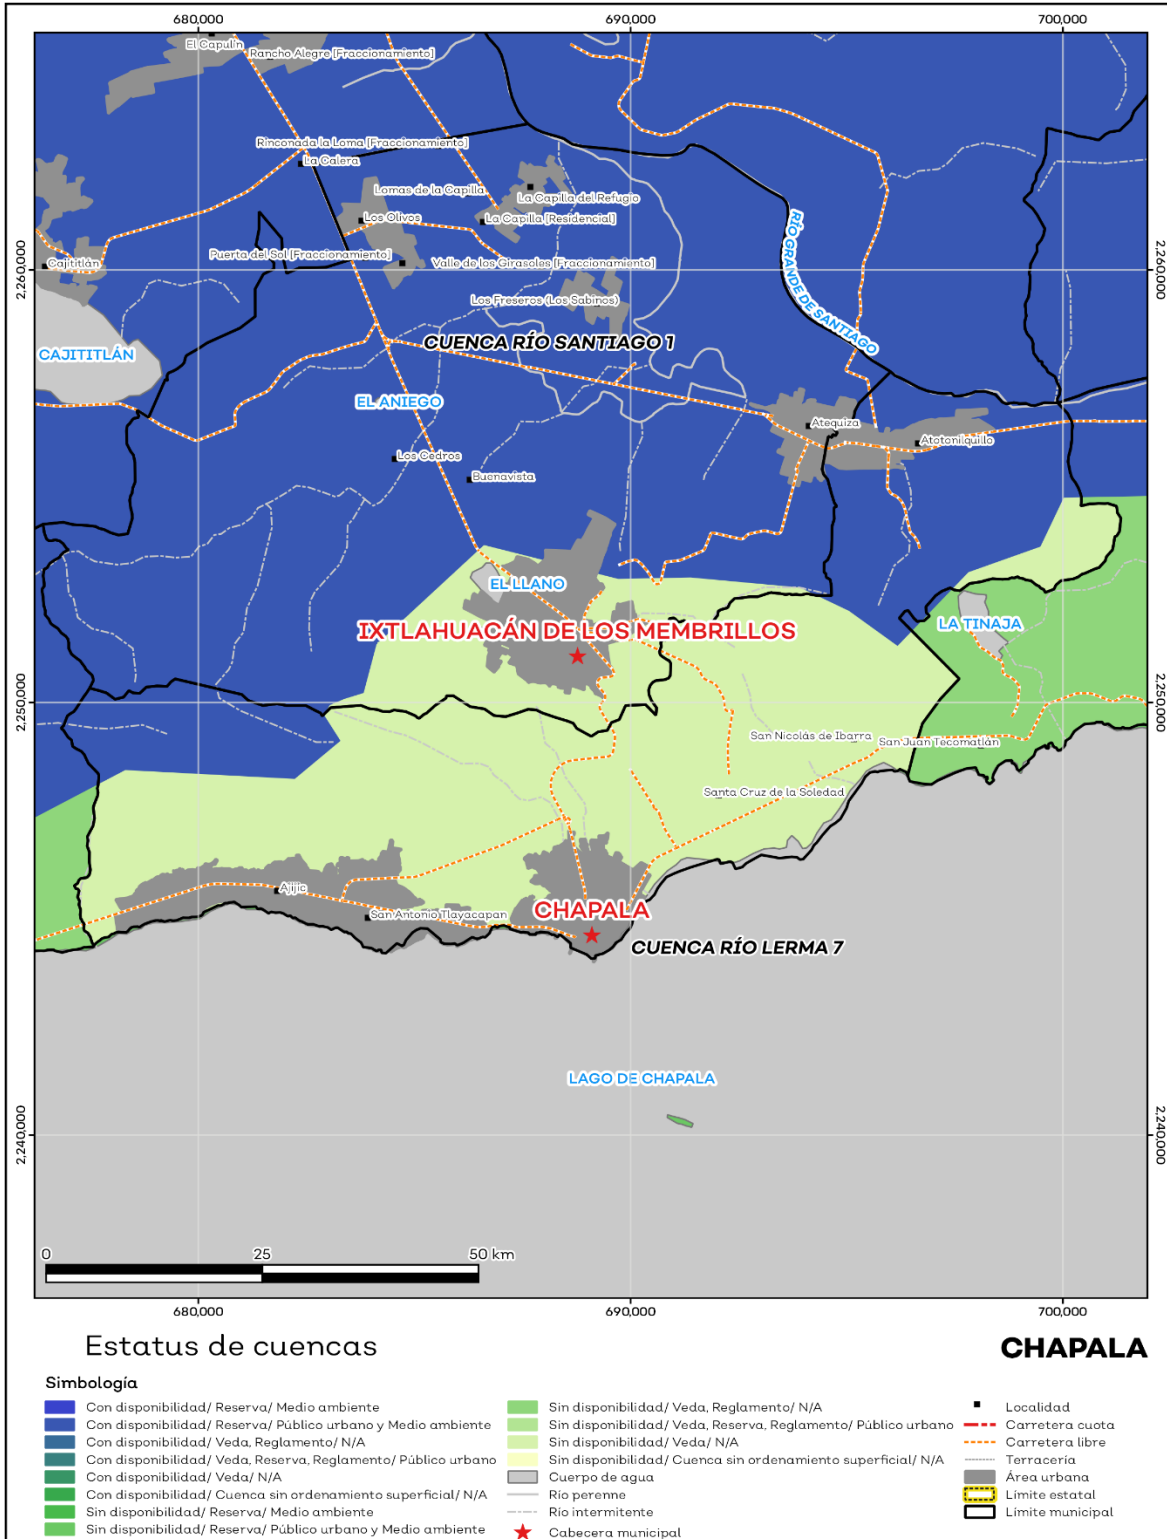 680,000
690,000
700,000
El Capulín
Rancho Alegre [Fraccionamiento]
Rinconada la Loma [Fraccionamiento]
La Calera
Lomas de la Capilla
La Capilla del Refugio
Los Olivos
La Capilla [Residencial]
Puerta del Sol [Fraccionamiento]
Cajititlán
Valle de los Girasoles [Fraccionamiento]
2,260,000
2,260,000
RÍO GRANDE DE SANTIAGO
Los Freseros (Los Sabinos)
CUENCA RÍO SANTIAGO 1
CAJITITLÁN
EL ANIEGO
Atequiza
Atotonilquillo
Los Cedros
Buenavista
EL LLANO
LA TINAJA
IXTLAHUACÁN DE LOS MEMBRILLOS
2,250,000
2,250,000
San Nicolás de Ibarra
San Juan Tecomatlán
Santa Cruz de la Soledad
Ajijic
San Antonio Tlayacapan
CHAPALA
CUENCA RÍO LERMA 7
LAGO DE CHAPALA
2,240,000
2,240,000
0 25 50 km
680,000
690,000
700,000
Estatus de cuencas
CHAPALA
Simbología
Con disponibilidad/ Reserva/ Medio ambiente
Con disponibilidad/ Reserva/ Público urbano y Medio ambiente
Con disponibilidad/ Veda, Reglamento/ N/A
Con disponibilidad/ Veda, Reserva, Reglamento/ Público urbano
Con disponibilidad/ Veda/ N/A
Con disponibilidad/ Cuenca sin ordenamiento superficial/ N/A
Sin disponibilidad/ Reserva/ Medio ambiente
Sin disponibilidad/ Reserva/ Público urbano y Medio ambiente
Sin disponibilidad/ Veda, Reglamento/ N/A
Sin disponibilidad/ Veda, Reserva, Reglamento/ Público urbano
Sin disponibilidad/ Veda/ N/A
Sin disponibilidad/ Cuenca sin ordenamiento superficial/ N/A
Cuerpo de agua
Río perenne
Río intermitente
Cabecera municipal
Localidad
Carretera cuota
Carretera libre
Terracería
Área urbana
Límite estatal
Límite municipal